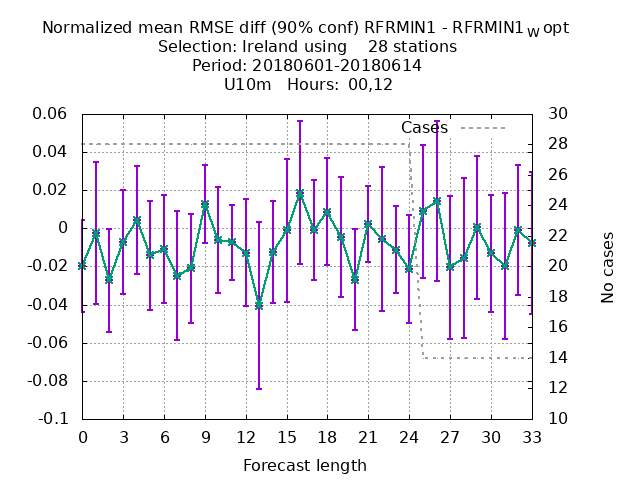 Normalized mean RMSE diff (90% conf) RFRMIN1 - RFRMIN1_W opt
Selection: Ireland using    28 stations
Period: 20180601-20180614
U10m   Hours:  00,12
Cases
0.06
0.04
0.02
0
-0.02
-0.04
-0.06
-0.08
-0.1
30
28
26
24
22
20
18
16
14
12
10
No cases
0 3 6 9 12 15 18 21 24 27 30 33
Forecast length